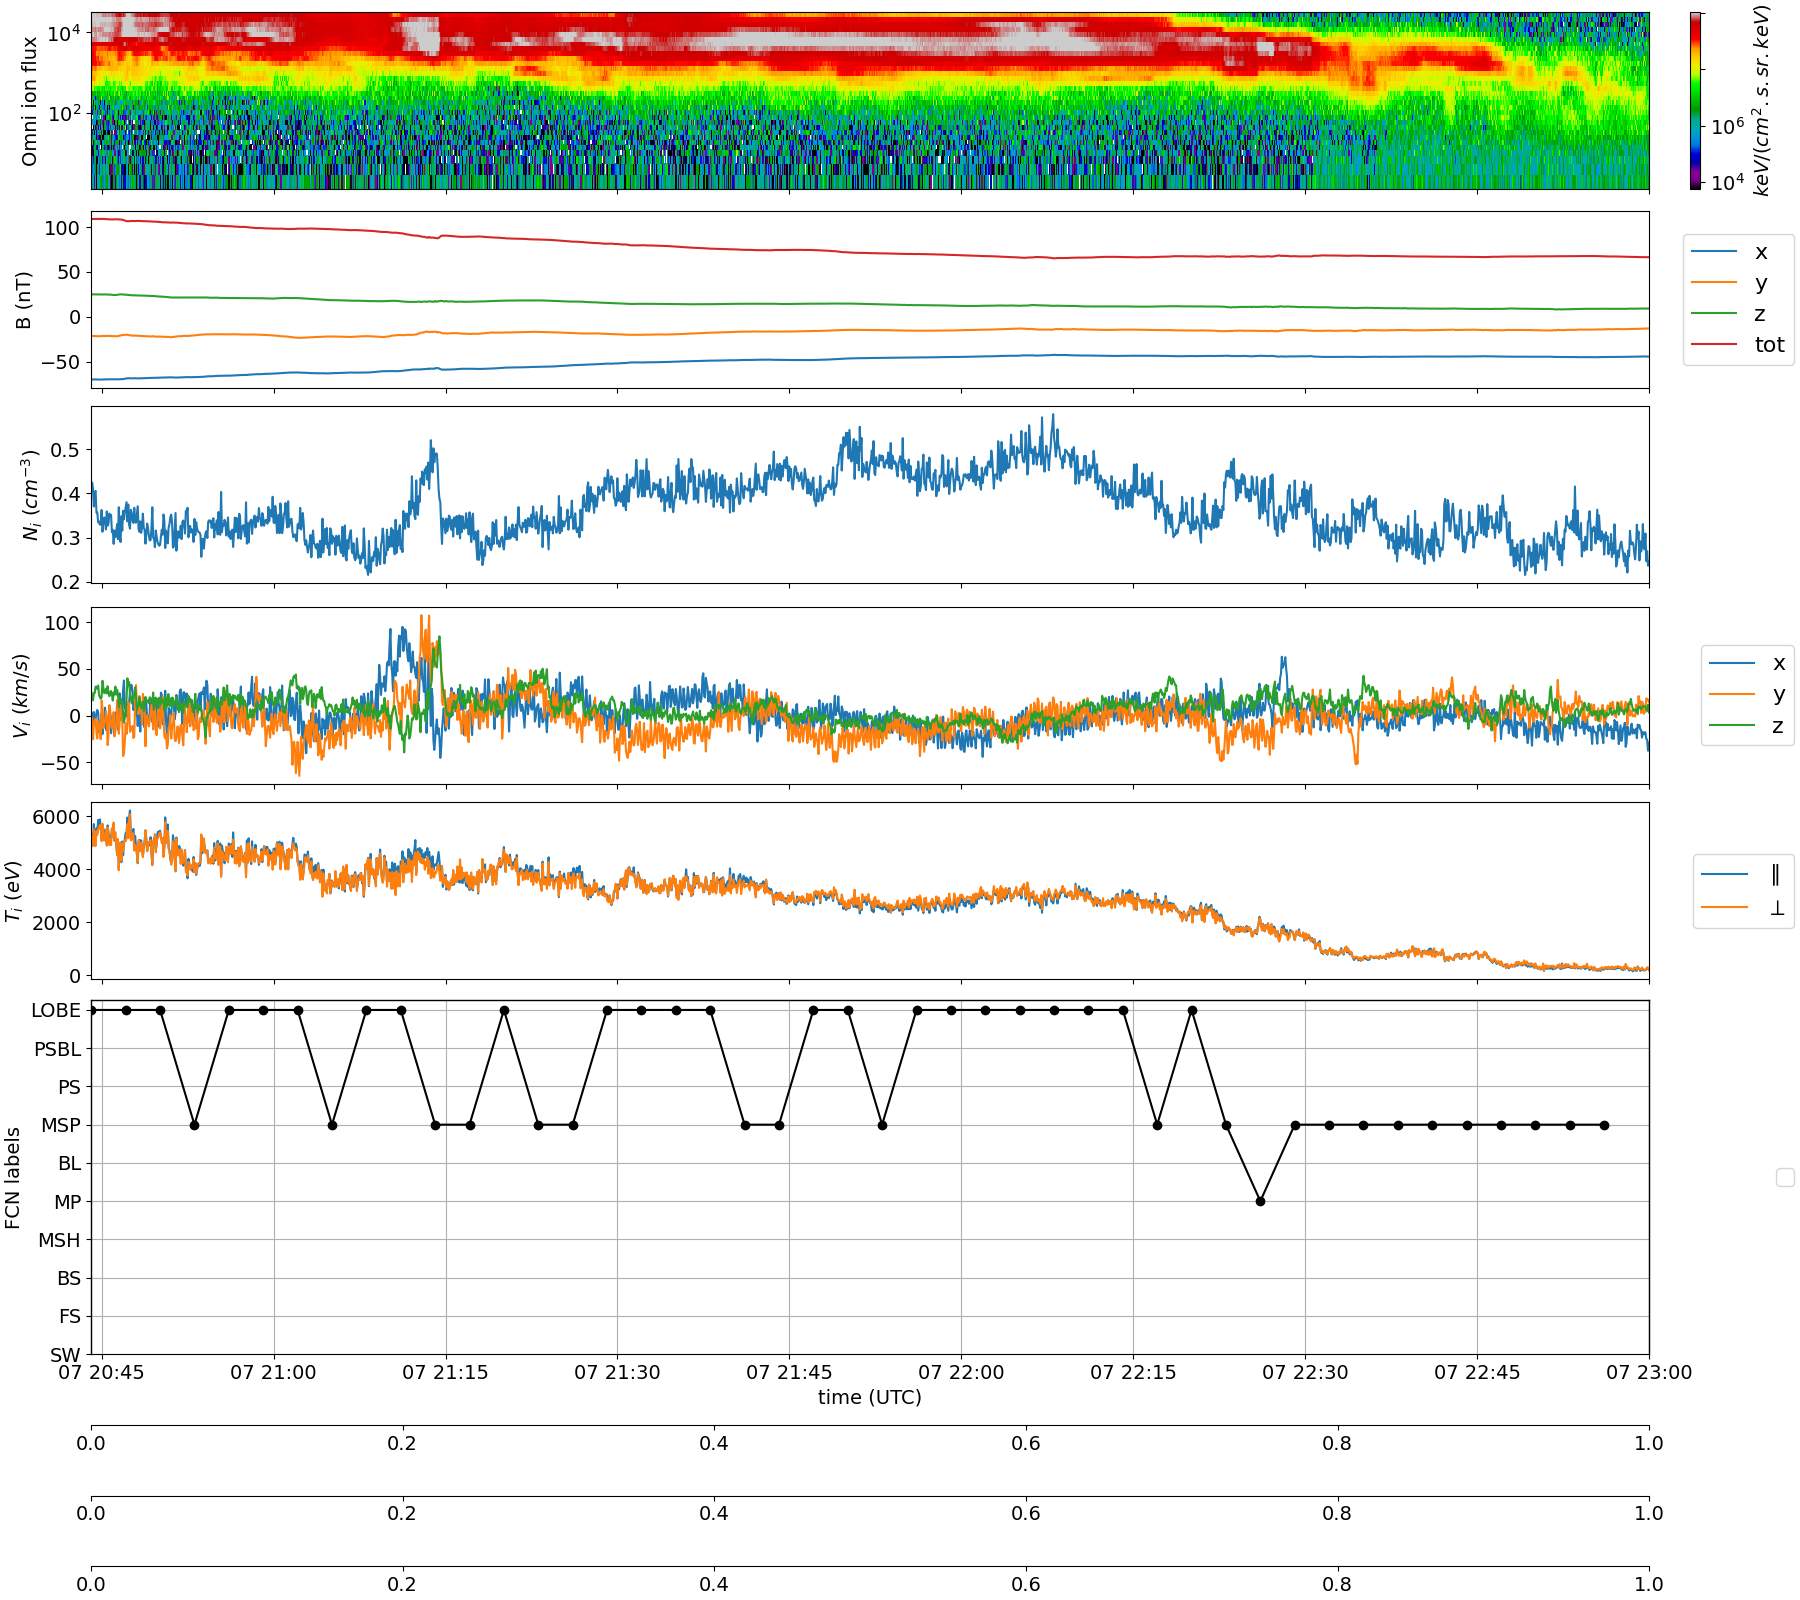 Omni ion flux
10^4
10^2
10^6
10^4
keV/(cm^2.s.sr.keV)
B (nT)
100
50
0
−50
x
y
z
tot
N_i (cm^−3)
0.5
0.4
0.3
0.2
V_i (km/s)
100
50
0
−50
x
y
z
T_i (eV)
6000
4000
2000
0
∥
⊥
FCN labels
LOBE
PSBL
PS
MSP
BL
MP
MSH
BS
FS
SW
07 20:45 07 21:00 07 21:15 07 21:30 07 21:45 07 22:00 07 22:15 07 22:30 07 22:45 07 23:00
time (UTC)
0.0 0.2 0.4 0.6 0.8 1.0
0.0 0.2 0.4 0.6 0.8 1.0
0.0 0.2 0.4 0.6 0.8 1.0